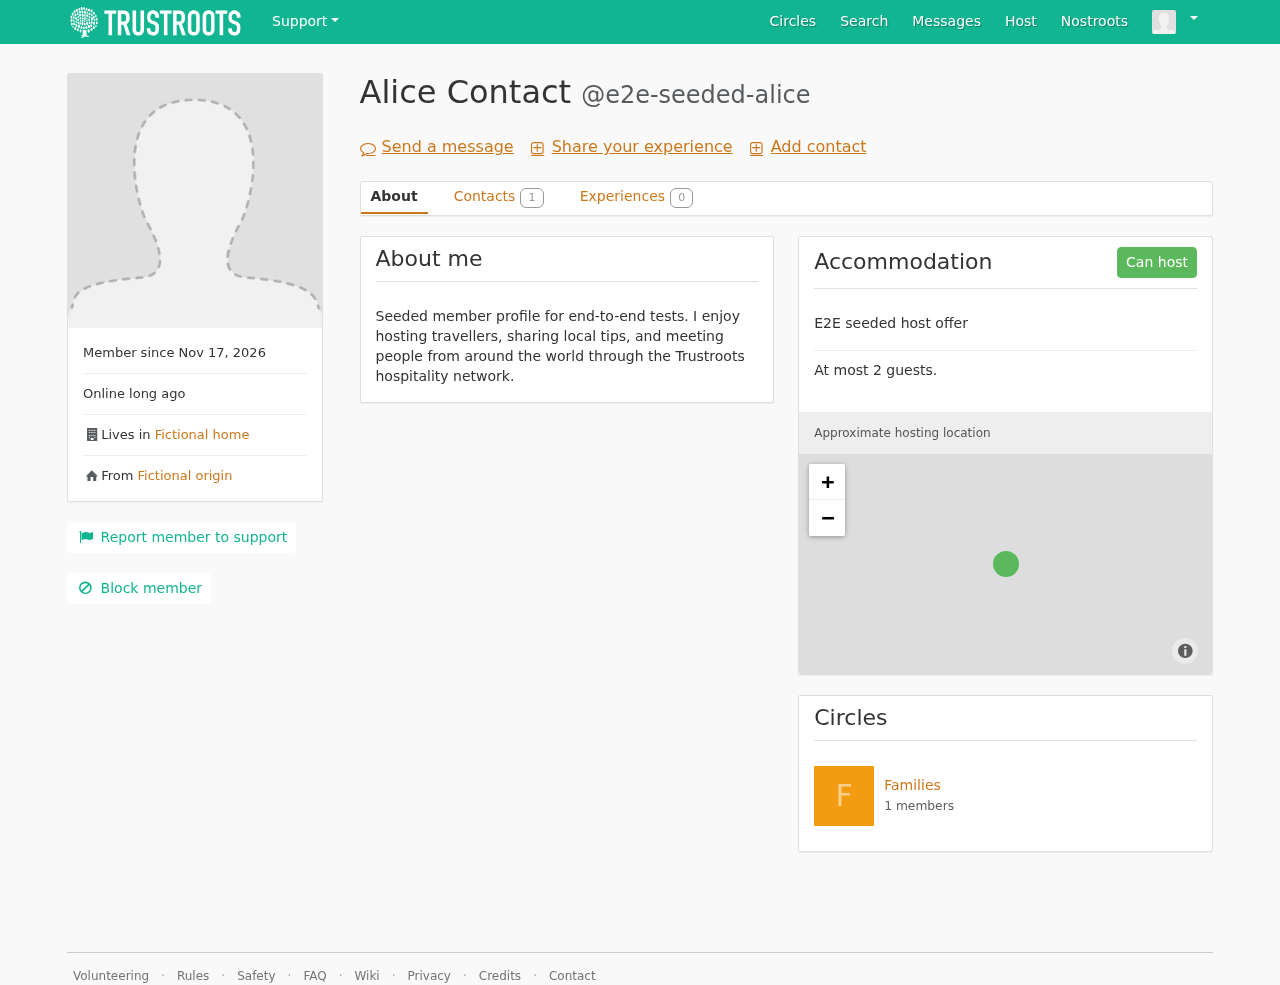 TRUSTROOTS Support Circles Search Messages Host Nostroots
Alice Contact @e2e-seeded-alice
Send a message Share your experience Add contact
About Contacts 1 Experiences 0
Member since Nov 17, 2026
Online long ago
Lives in Fictional home
From Fictional origin
Report member to support
Block member
About me
Seeded member profile for end-to-end tests. I enjoy
hosting travellers, sharing local tips, and meeting
people from around the world through the Trustroots
hospitality network.
Accommodation Can host
E2E seeded host offer
At most 2 guests.
Approximate hosting location
+
−
Circles
F
Families
1 members
Volunteering · Rules · Safety · FAQ · Wiki · Privacy · Credits · Contact